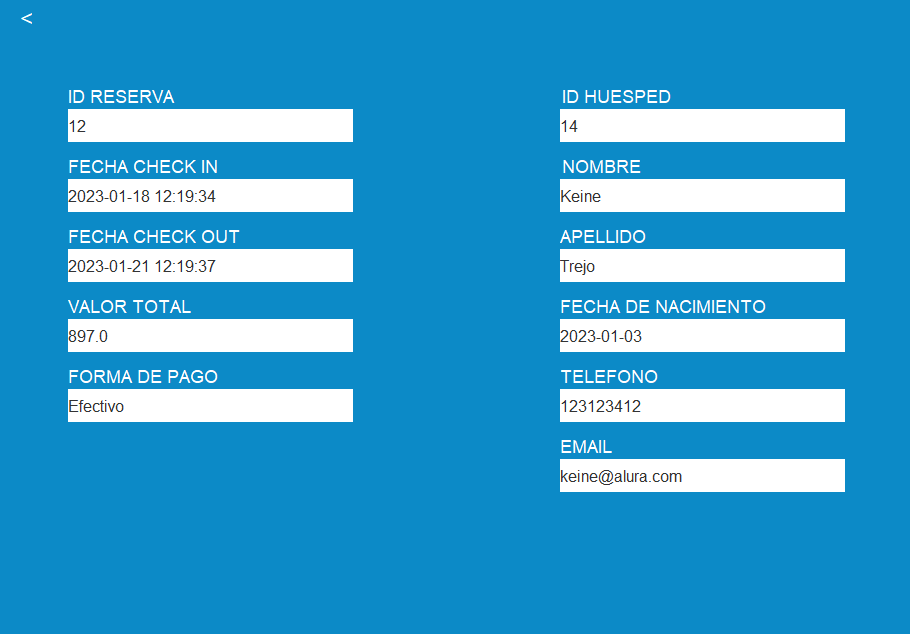 <
ID RESERVA
12
FECHA CHECK IN
2023-01-18 12:19:34
FECHA CHECK OUT
2023-01-21 12:19:37
VALOR TOTAL
897.0
FORMA DE PAGO
Efectivo
ID HUESPED
14
NOMBRE
Keine
APELLIDO
Trejo
FECHA DE NACIMIENTO
2023-01-03
TELEFONO
123123412
EMAIL
keine@alura.com